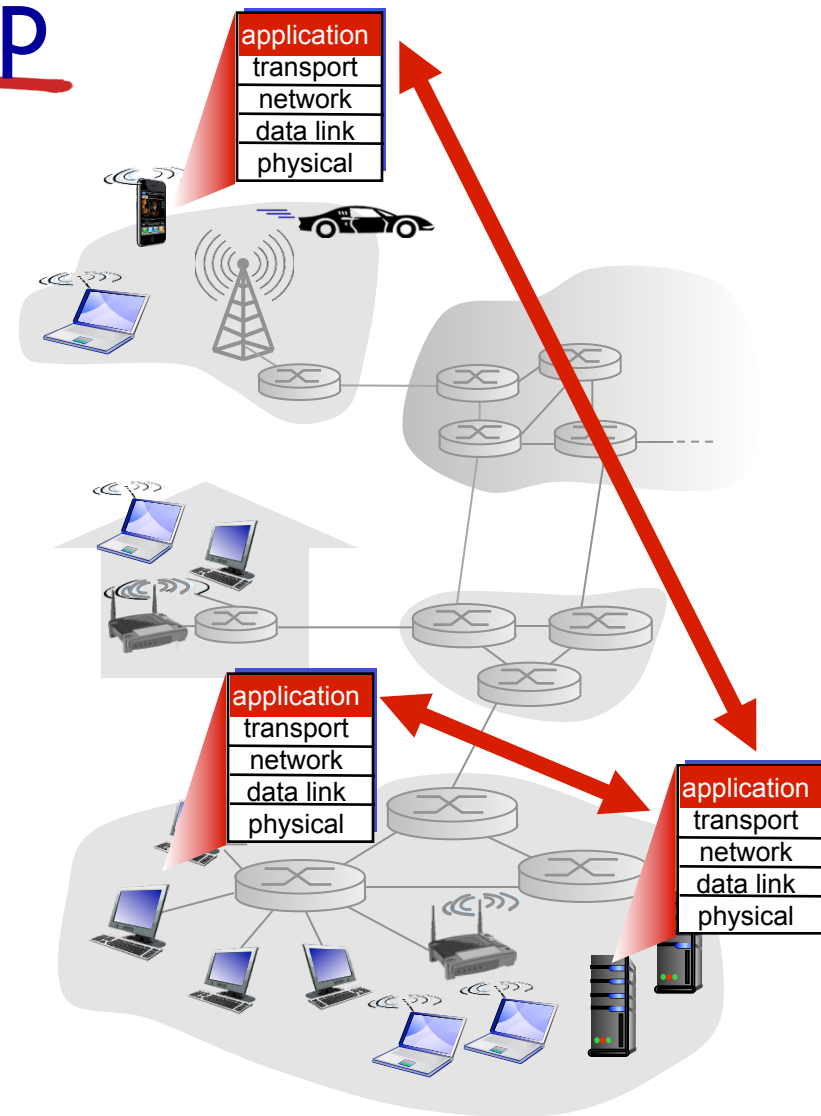 p
application
transport
network
data link
physical
application
transport
network
data link
physical
application
transport
network
data link
physical